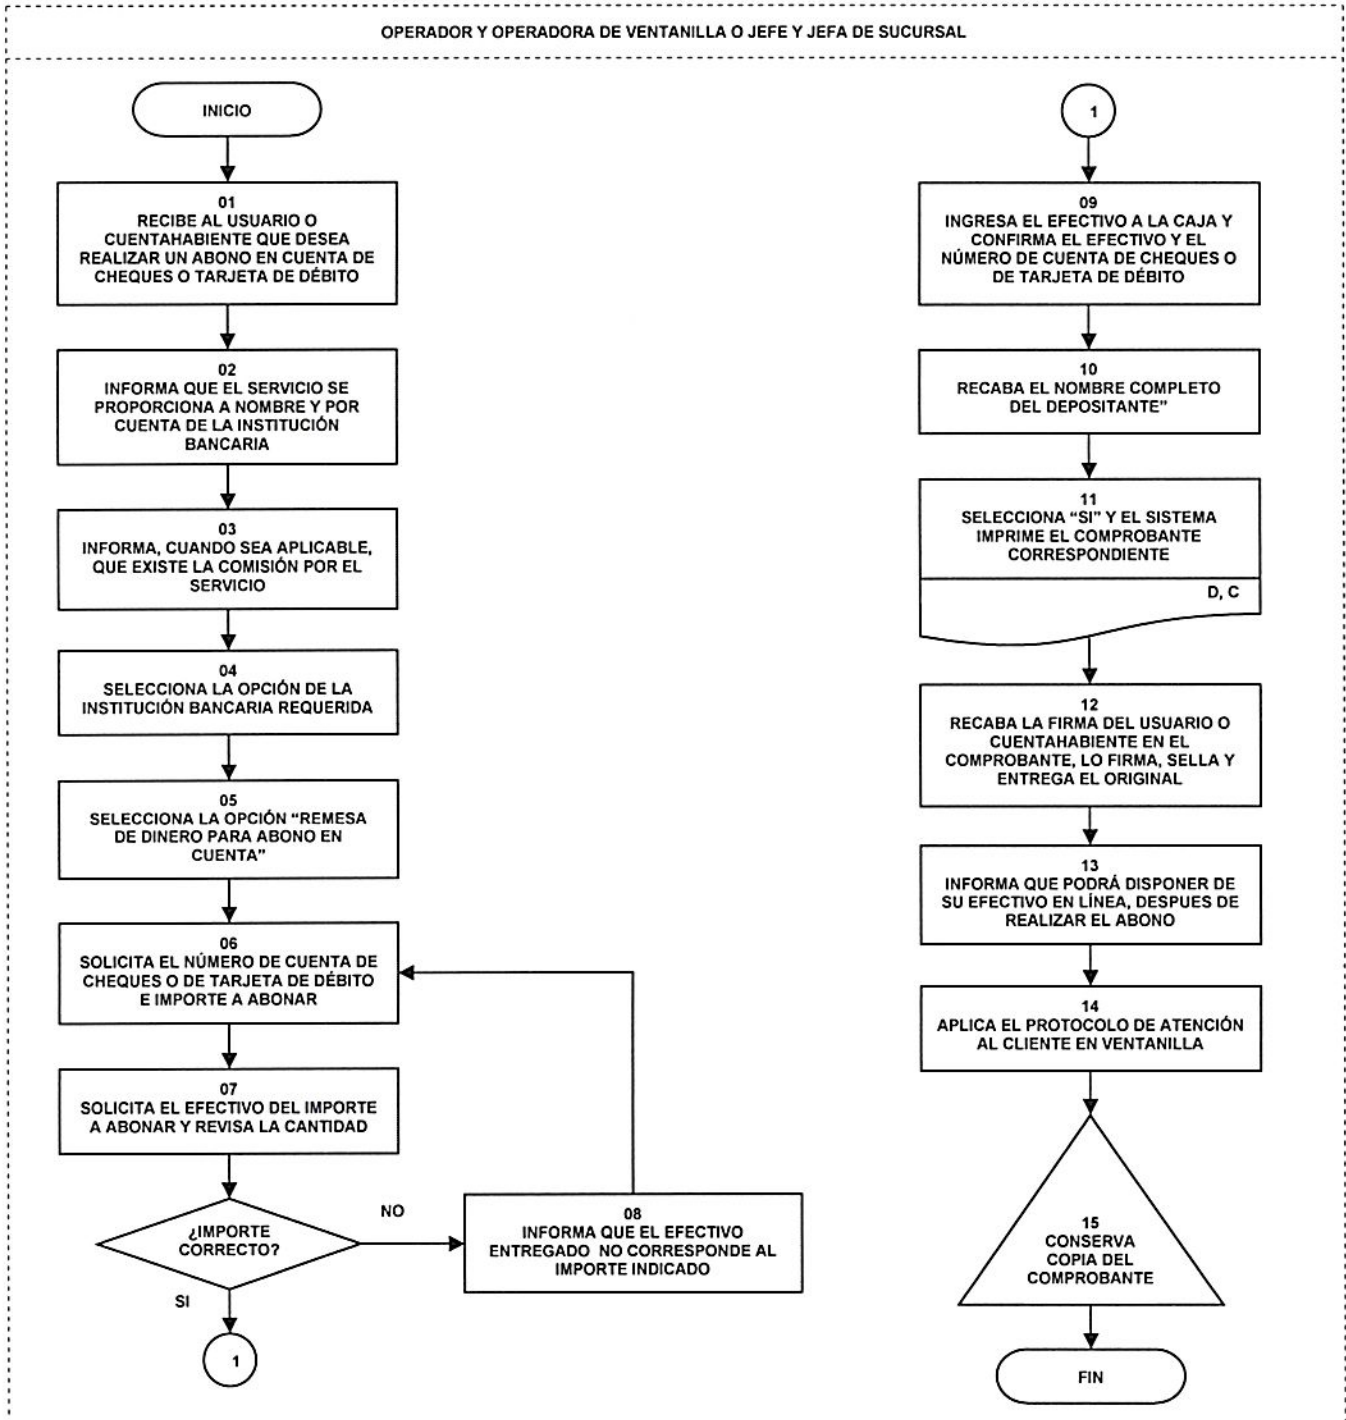 OPERADOR Y OPERADORA DE VENTANILLA O JEFE Y JEFA DE SUCURSAL
INICIO
01
RECIBE AL USUARIO O
CUENTAHABIENTE QUE DESEA
REALIZAR UN ABONO EN CUENTA DE
CHEQUES O TARJETA DE DÉBITO
02
INFORMA QUE EL SERVICIO SE
PROPORCIONA A NOMBRE Y POR
CUENTA DE LA INSTITUCIÓN
BANCARIA
03
INFORMA, CUANDO SEA APLICABLE,
QUE EXISTE LA COMISIÓN POR EL
SERVICIO
04
SELECCIONA LA OPCIÓN DE LA
INSTITUCIÓN BANCARIA REQUERIDA
05
SELECCIONA LA OPCIÓN “REMESA
DE DINERO PARA ABONO EN
CUENTA”
06
SOLICITA EL NÚMERO DE CUENTA DE
CHEQUES O DE TARJETA DE DÉBITO
E IMPORTE A ABONAR
07
SOLICITA EL EFECTIVO DEL IMPORTE
A ABONAR Y REVISA LA CANTIDAD
¿IMPORTE
CORRECTO?
NO
08
INFORMA QUE EL EFECTIVO
ENTREGADO NO CORRESPONDE AL
IMPORTE INDICADO
SI
1
1
09
INGRESA EL EFECTIVO A LA CAJA Y
CONFIRMA EL EFECTIVO Y EL
NÚMERO DE CUENTA DE CHEQUES O
DE TARJETA DE DÉBITO
10
RECABA EL NOMBRE COMPLETO
DEL DEPOSITANTE”
11
SELECCIONA “SI” Y EL SISTEMA
IMPRIME EL COMPROBANTE
CORRESPONDIENTE
D, C
12
RECABA LA FIRMA DEL USUARIO O
CUENTAHABIENTE EN EL
COMPROBANTE, LO FIRMA, SELLA Y
ENTREGA EL ORIGINAL
13
INFORMA QUE PODRÁ DISPONER DE
SU EFECTIVO EN LÍNEA, DESPUES DE
REALIZAR EL ABONO
14
APLICA EL PROTOCOLO DE ATENCIÓN
AL CLIENTE EN VENTANILLA
15
CONSERVA
COPIA DEL
COMPROBANTE
FIN